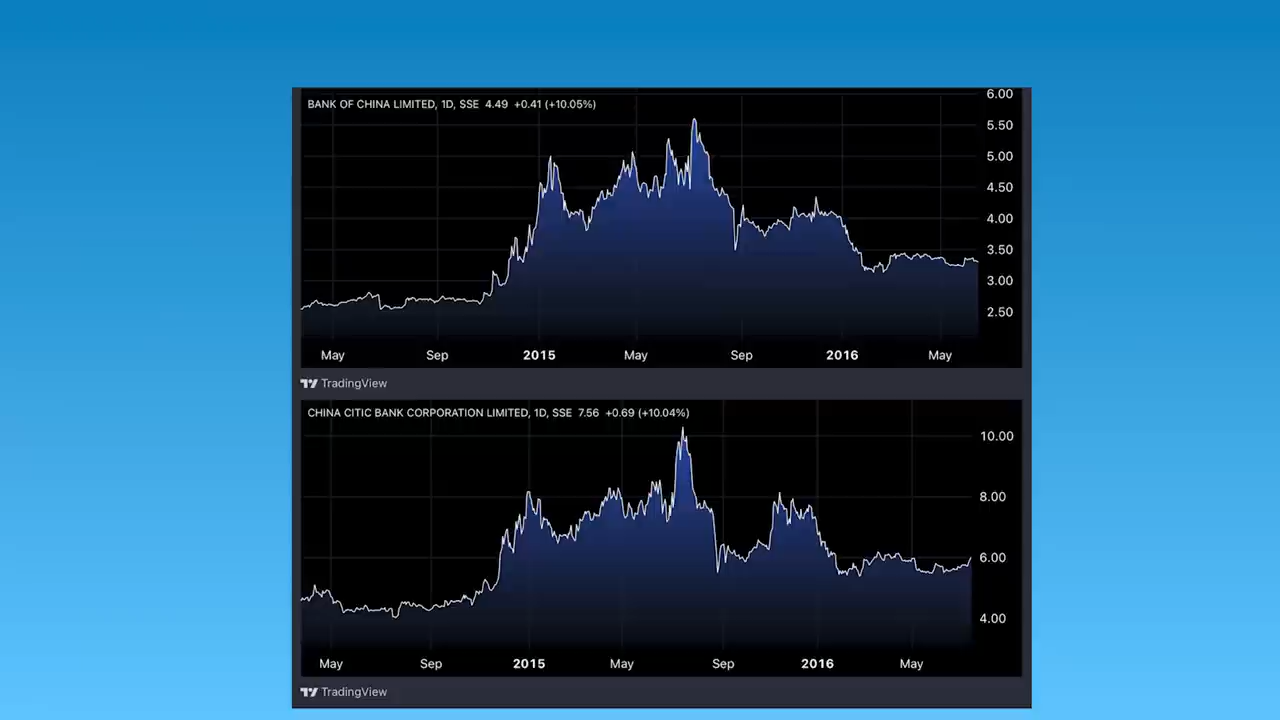 BANK OF CHINA LIMITED, 1D, SSE 4.49 +0.41 (+10.05%)
6.00
5.50
5.00
4.50
4.00
3.50
3.00
2.50
May Sep 2015 May Sep 2016 May
TradingView
CHINA CITIC BANK CORPORATION LIMITED, 1D, SSE 7.56 +0.69 (+10.04%)
10.00
8.00
6.00
4.00
May Sep 2015 May Sep 2016 May
TradingView